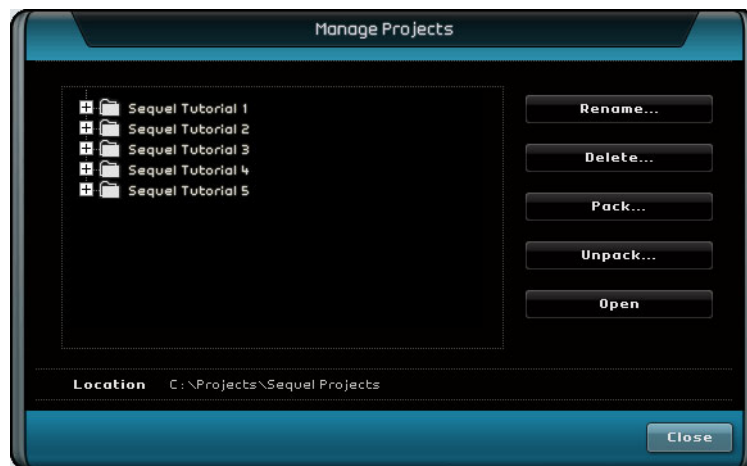 Manage Projects
Sequel Tutorial 1
Sequel Tutorial 2
Sequel Tutorial 3
Sequel Tutorial 4
Sequel Tutorial 5
Rename...
Delete...
Pack...
Unpack...
Open
Location C:\Projects\Sequel Projects
Close